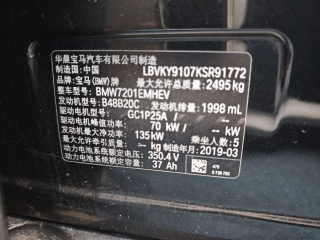 华晨宝马汽车有限公司制造
制造国:中国 LBVKY9107KSR91772
品牌:宝马(BMW)牌 最大允许总质量:2495 kg
整车型号:BMW7201EMHEV
发动机型号:B48B20C 发动机排量:1998 mL
驱动电机型号: GC1P25A / --
驱动电机峰值功率: 70 kW / -- kW
发动机最大净功率: 135kW 乘坐人数:5
最大允许牵引质量: -- kg 制造年月:2019-03
动力电池系统额定电压: 350.4 V
动力电池系统额定容量: 37 Ah